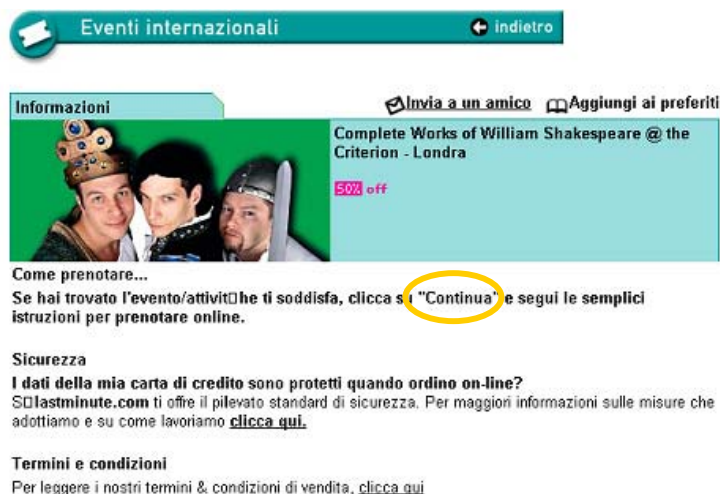 Eventi internazionali
indietro
Informazioni
Invia a un amico Aggiungi ai preferiti
Complete Works of William Shakespeare @ the
Criterion - Londra
50% off
Come prenotare...
Se hai trovato l'evento/attivit□he ti soddisfa, clicca su "Continua" e segui le semplici
istruzioni per prenotare online.
Sicurezza
I dati della mia carta di credito sono protetti quando ordino on-line?
S□lastminute.com ti offre il pilevato standard di sicurezza. Per maggiori informazioni sulle misure che
adottiamo e su come lavoriamo clicca qui.
Termini e condizioni
Per leggere i nostri termini & condizioni di vendita, clicca qui